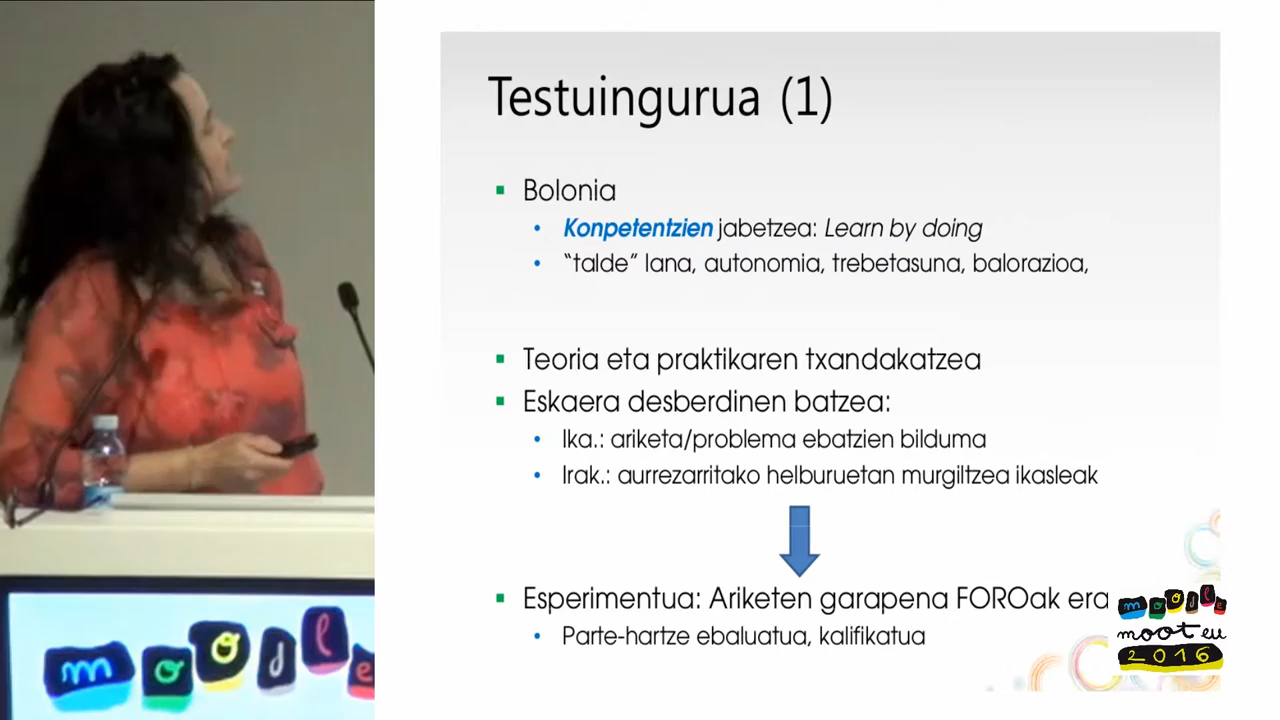 Testuingurua (1)
Bolonia
Konpetentzien jabetzea: Learn by doing
“talde” lana, autonomia, trebetasuna, balorazioa,
Teoria eta praktikaren txandakatzea
Eskaera desberdinen batzea:
Ika.: ariketa/problema ebatzien bilduma
Irak.: aurrezarritako helburuetan murgiltzea ikasleak
Esperimentua: Ariketen garapena FOROak era
Parte-hartze ebaluatua, kalifikatua
moodle
moot eu
2016
moodle